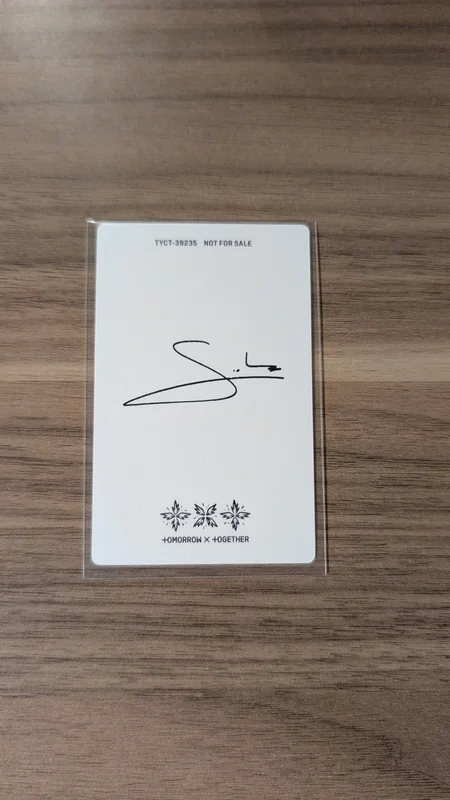 TYCT-39235 NOT FOR SALE
TOMORROW × TOGETHER